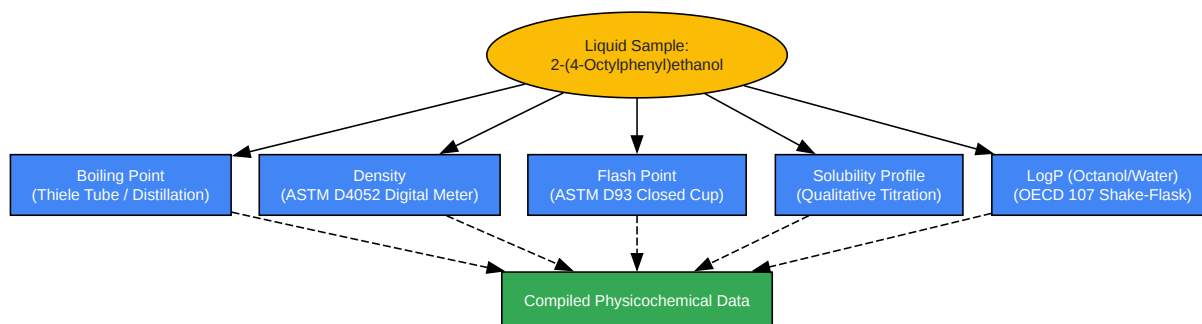 Liquid Sample:
2-(4-Octylphenyl)ethanol
Boiling Point
(Thiele Tube / Distillation)
Density
(ASTM D4052 Digital Meter)
Flash Point
(ASTM D93 Closed Cup)
Solubility Profile
(Qualitative Titration)
LogP (Octanol/Water)
(OECD 107 Shake-Flask)
Compiled Physicochemical Data